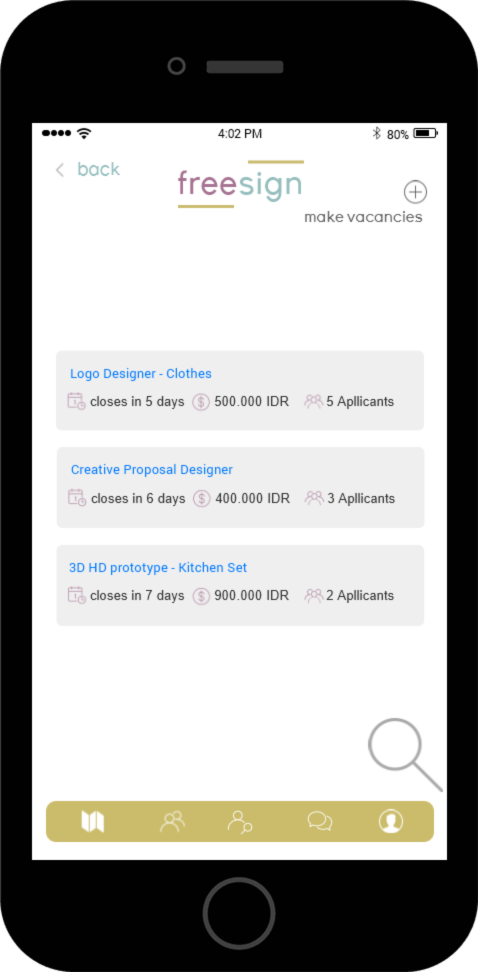 4:02 PM
80%
back
freesign
make vacancies
Logo Designer - Clothes
closes in 5 days 500.000 IDR 5 Apllicants
Creative Proposal Designer
closes in 6 days 400.000 IDR 3 Apllicants
3D HD prototype - Kitchen Set
closes in 7 days 900.000 IDR 2 Apllicants